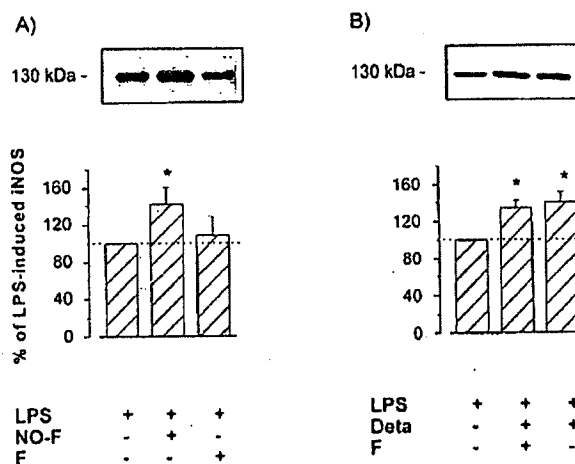 A)
130 kDa -
% of LPS-induced iNOS
160
120
80
40
0
*
LPS + + +
NO-F - + -
F - - +
B)
130 kDa -
160
120
80
40
0
* *
LPS + + +
Deta - + +
F - + -